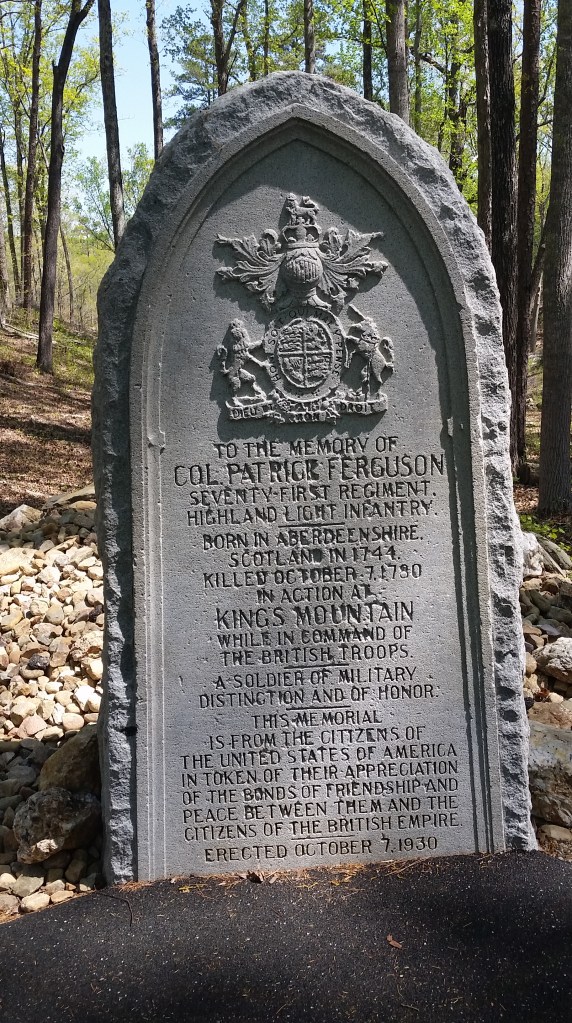 DIEU ET MON DROIT
TO THE MEMORY OF
COL. PATRICK FERGUSON
SEVENTY-FIRST REGIMENT.
HIGHLAND LIGHT INFANTRY.
BORN IN ABERDEENSHIRE.
SCOTLAND IN 1744.
KILLED OCTOBER 7, 1780
IN ACTION AT
KINGS MOUNTAIN
WHILE IN COMMAND OF
THE BRITISH TROOPS.
A SOLDIER OF MILITARY
DISTINCTION AND OF HONOR.
THIS MEMORIAL
IS FROM THE CITIZENS OF
THE UNITED STATES OF AMERICA
IN TOKEN OF THEIR APPRECIATION
OF THE BONDS OF FRIENDSHIP AND
PEACE BETWEEN THEM AND THE
CITIZENS OF THE BRITISH EMPIRE.
ERECTED OCTOBER 7, 1930